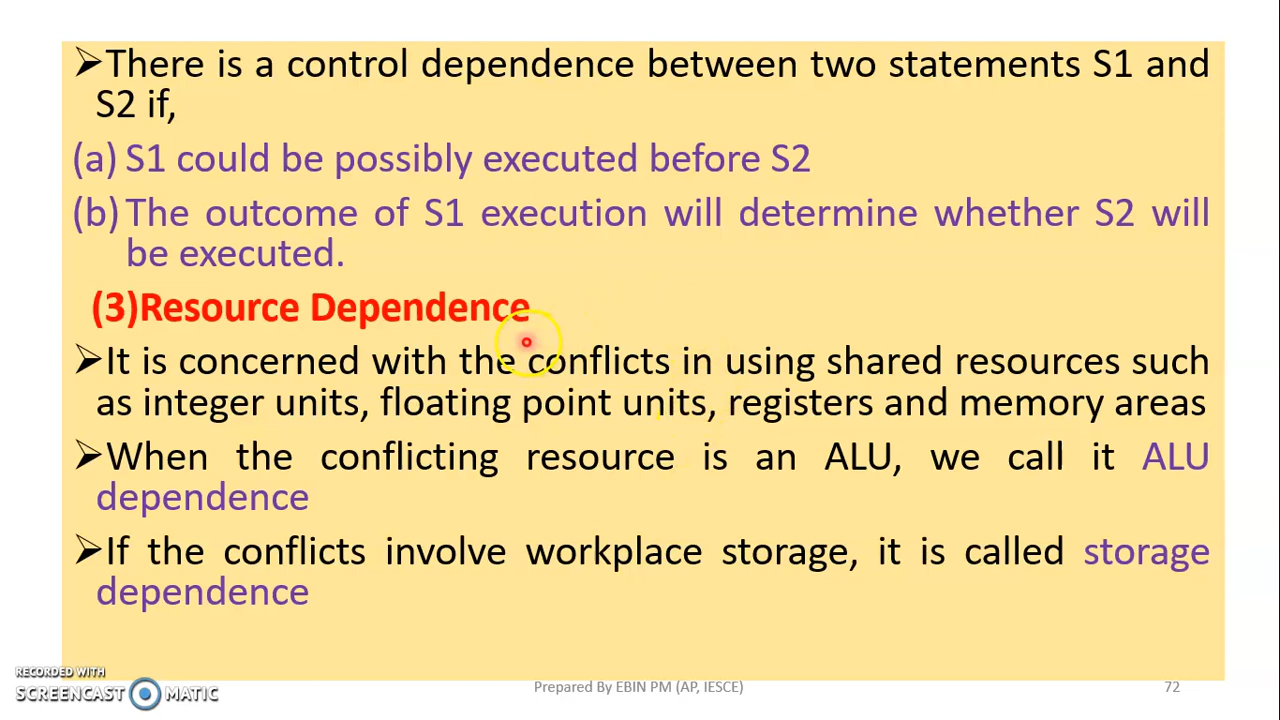 ➢There is a control dependence between two statements S1 and
S2 if,
(a) S1 could be possibly executed before S2
(b) The outcome of S1 execution will determine whether S2 will
be executed.
(3)Resource Dependence
➢It is concerned with the conflicts in using shared resources such
as integer units, floating point units, registers and memory areas
➢When the conflicting resource is an ALU, we call it ALU
dependence
➢If the conflicts involve workplace storage, it is called storage
dependence
RECORDED WITH
SCREENCAST MATIC
Prepared By EBIN PM (AP, IESCE)
72